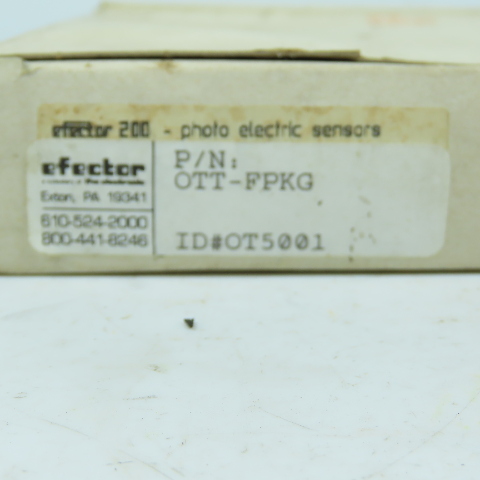 efector 200 - photo electric sensors
efector
Exton, PA 19341
610-524-2000
800-441-8246
P/N:
OTT-FPKG
ID#OT5001